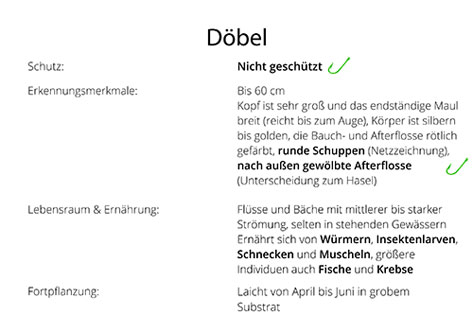 Döbel
Schutz: Nicht geschützt
Erkennungsmerkmale: Bis 60 cm
Kopf ist sehr groß und das endständige Maul
breit (reicht bis zum Auge), Körper ist silbern
bis golden, die Bauch- und Afterflosse rötlich
gefärbt, runde Schuppen (Netzzeichnung),
nach außen gewölbte Afterflosse
(Unterscheidung zum Hasel)
Lebensraum & Ernährung: Flüsse und Bäche mit mittlerer bis starker
Strömung, selten in stehenden Gewässern
Ernährt sich von Würmern, Insektenlarven,
Schnecken und Muscheln, größere
Individuen auch Fische und Krebse
Fortpflanzung: Laicht von April bis Juni in grobem
Substrat